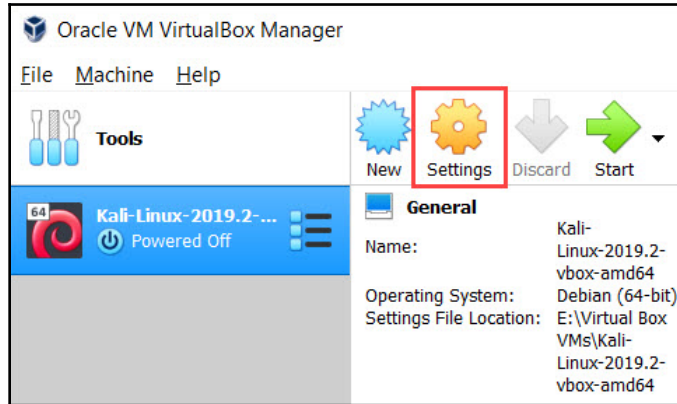 Oracle VM VirtualBox Manager
File Machine Help
Tools
New Settings Discard Start
64
Kali-Linux-2019.2-...
Powered Off
General
Name: Kali-
Linux-2019.2-
vbox-amd64
Operating System: Debian (64-bit)
Settings File Location: E:\Virtual Box
VMs\Kali-
Linux-2019.2-
vbox-amd64